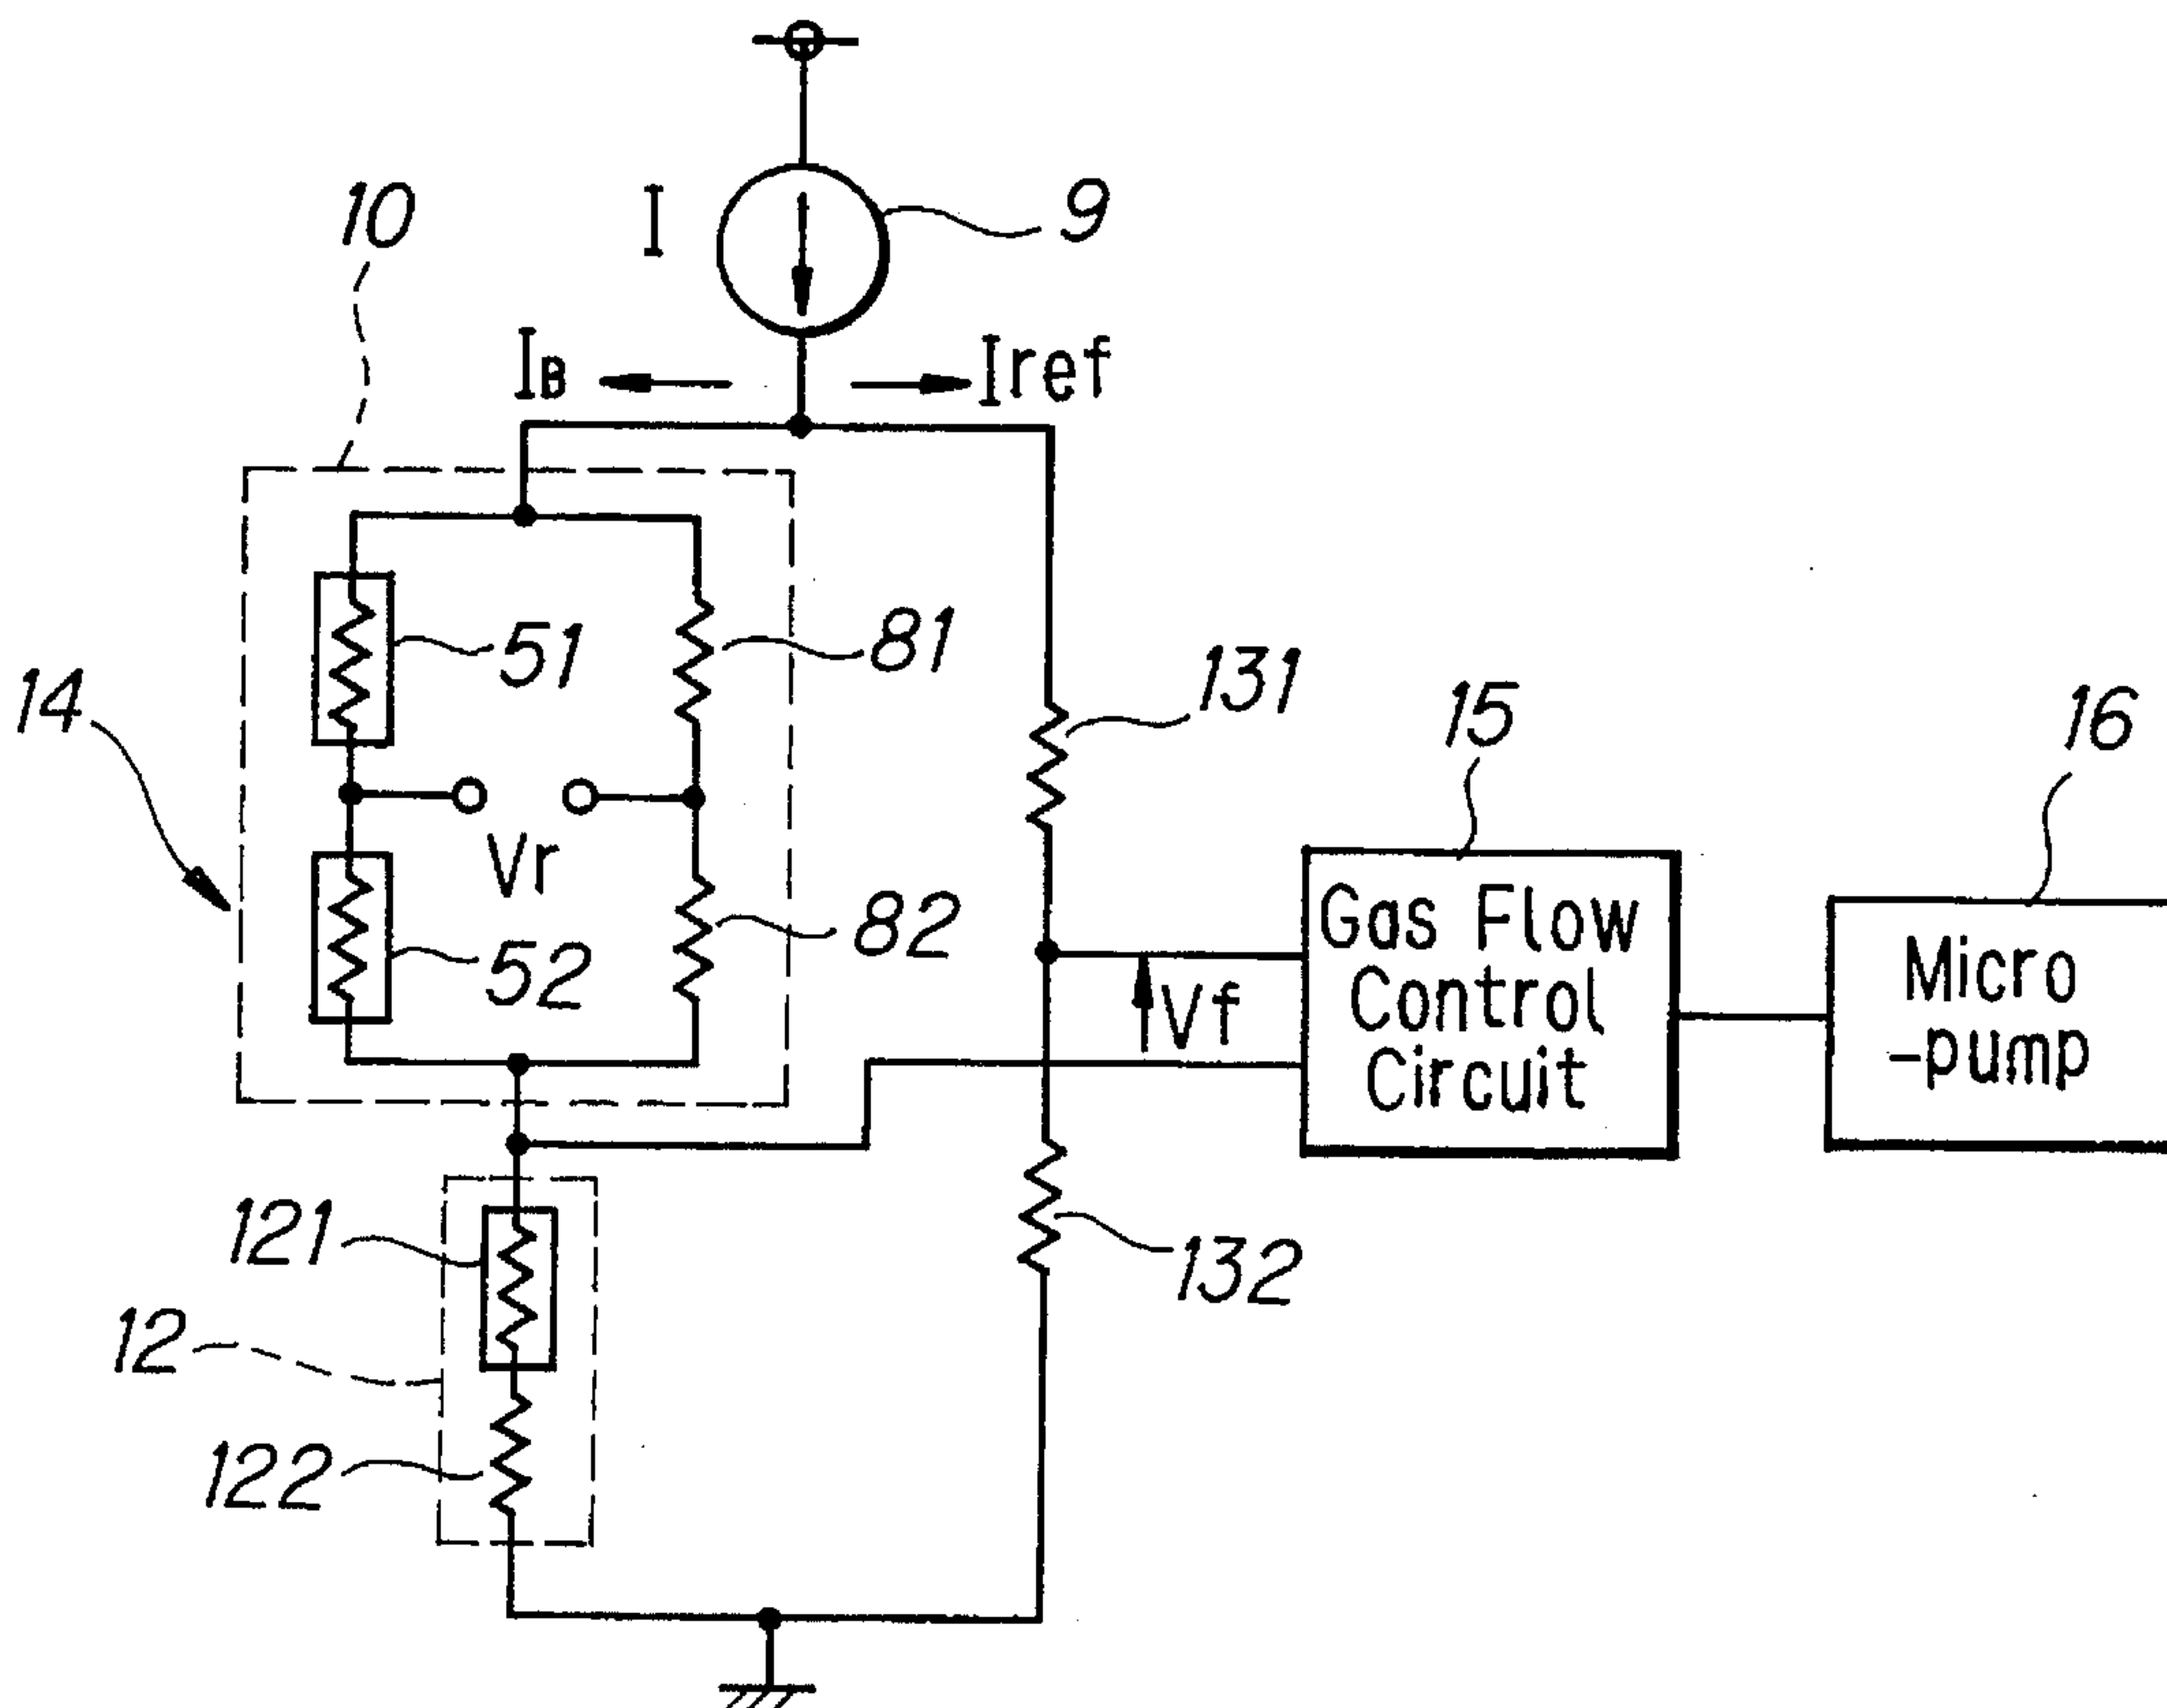 10
I
9
IB
Iref
51
81
14
131
15
16
Vr
52
82
Gas Flow
Control
Circuit
Micro
-pump
Vf
121
12
132
122